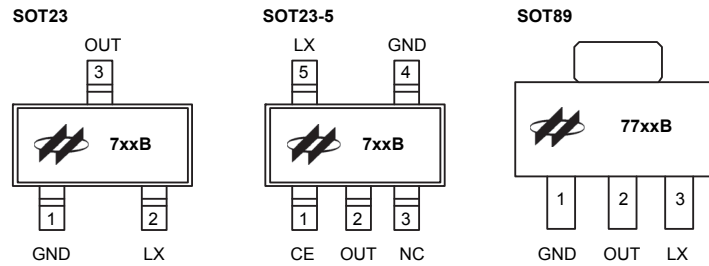 SOT23 SOT23-5 SOT89
OUT LX GND
3 5 4
7xxB 7xxB 77xxB
1 2 1 2 3 1 2 3
GND LX CE OUT NC GND OUT LX